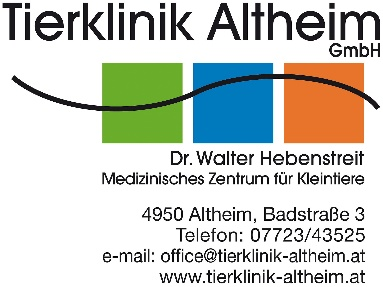 Tierklinik Altheim
GmbH
Dr. Walter Hebenstreit
Medizinisches Zentrum für Kleintiere
4950 Altheim, Badstraße 3
Telefon: 07723/43525
e-mail: office@tierklinik-altheim.at
www.tierklinik-altheim.at